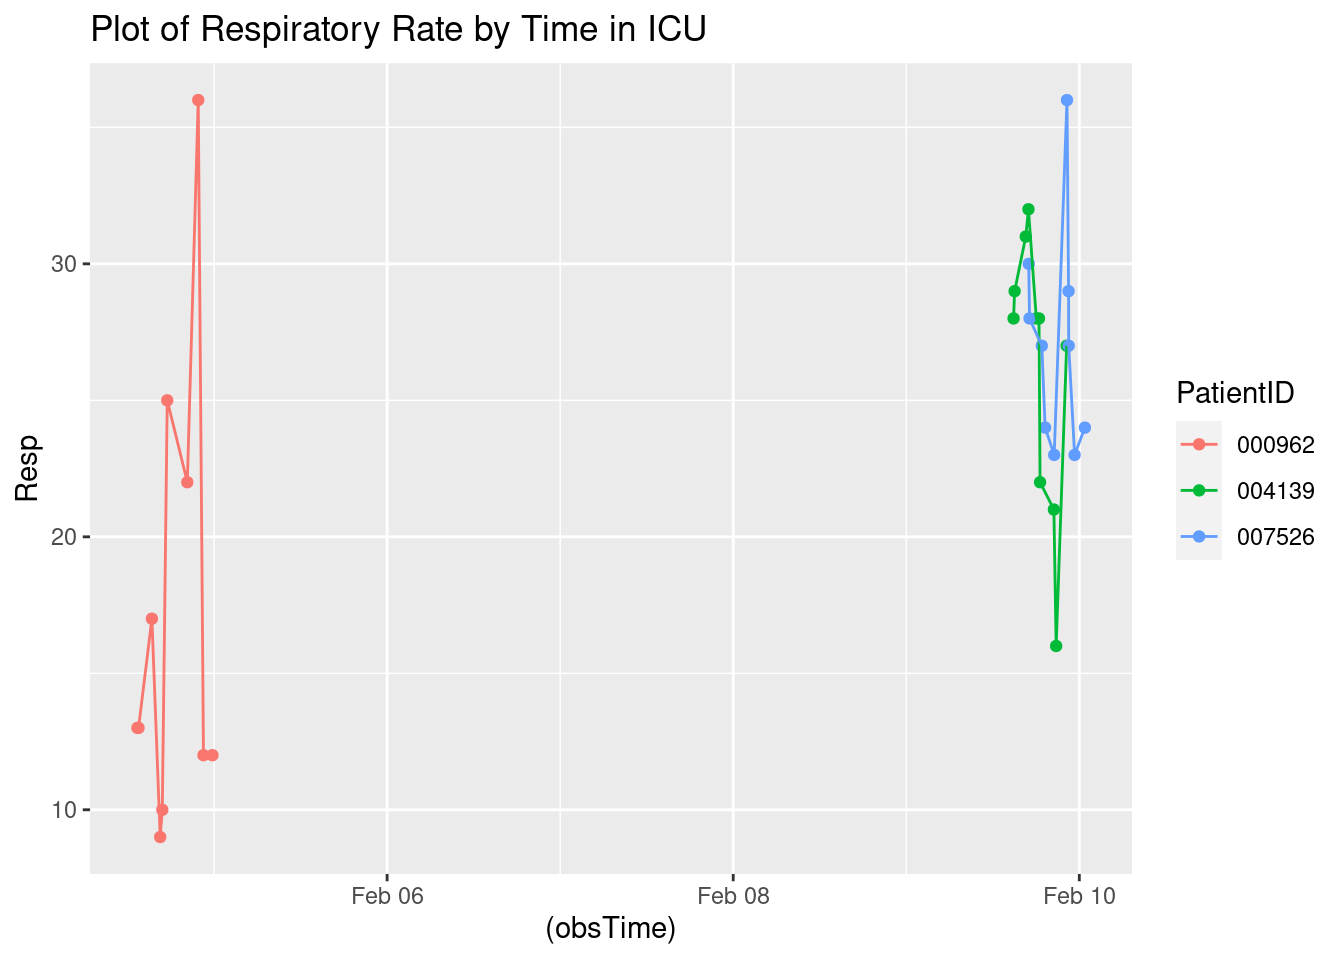 Plot of Respiratory Rate by Time in ICU
Resp
30
20
10
Feb 06
Feb 08
Feb 10
(obsTime)
PatientID
000962
004139
007526